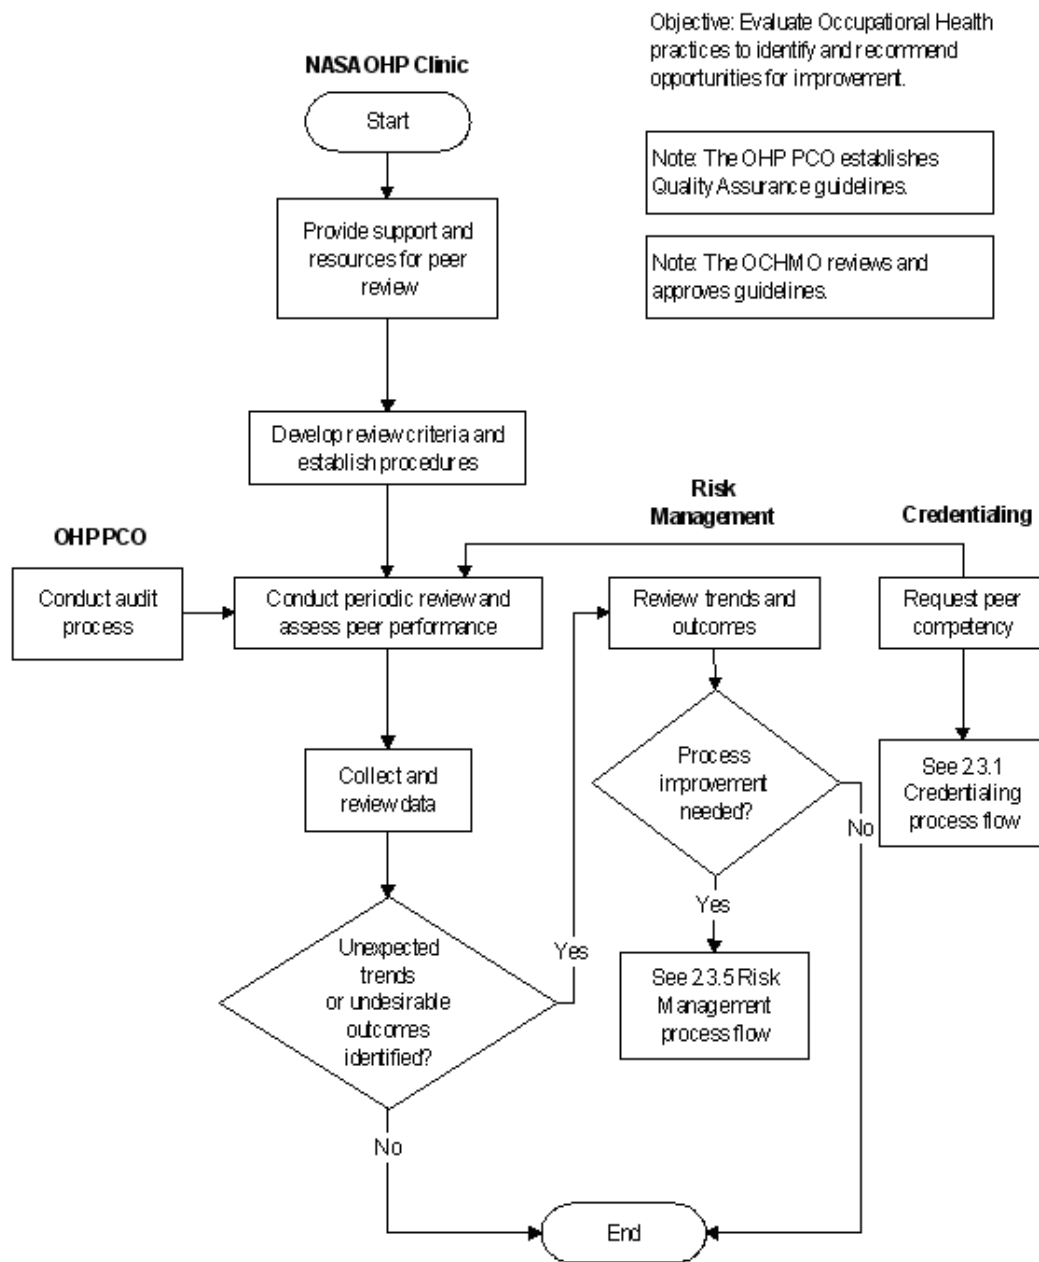 Objective: Evaluate Occupational Health
practices to identify and recommend
opportunities for improvement.
NASA OHP Clinic
Start
Note: The OHP PCO establishes
Quality Assurance guidelines.
Provide support and
resources for peer
review
Note: The OCHMO reviews and
approves guidelines.
Develop review criteria and
establish procedures
Risk
Management
Credentialing
OHP PCO
Conduct audit
process
Conduct periodic review and
assess peer performance
Review trends and
outcomes
Request peer
competency
Collect and
review data
Process
improvement
needed?
See 2.3.1
Credentialing
process flow
No
Yes
Unexpected
trends
or undesirable
outcomes
identified?
Yes
See 2.3.5 Risk
Management
process flow
No
End